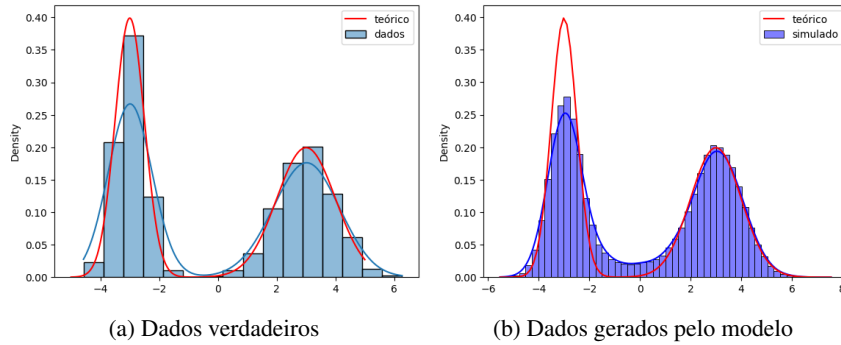 teórico
dados
Density
0.40
0.35
0.30
0.25
0.20
0.15
0.10
0.05
0.00
−4 −2 0 2 4 6
(a) Dados verdadeiros
teórico
simulado
Density
0.40
0.35
0.30
0.25
0.20
0.15
0.10
0.05
0.00
−6 −4 −2 0 2 4 6 8
(b) Dados gerados pelo modelo